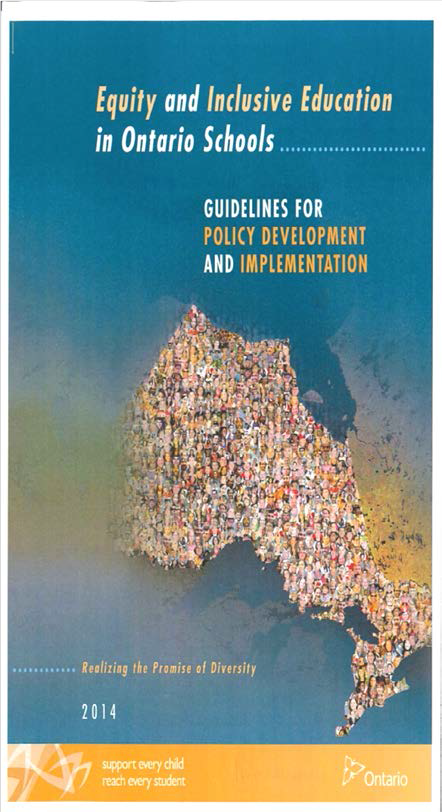 Equity and Inclusive Education
in Ontario Schools
GUIDELINES FOR
POLICY DEVELOPMENT
AND IMPLEMENTATION
Realizing the Promise of Diversity
2014
support every child
reach every student
Ontario